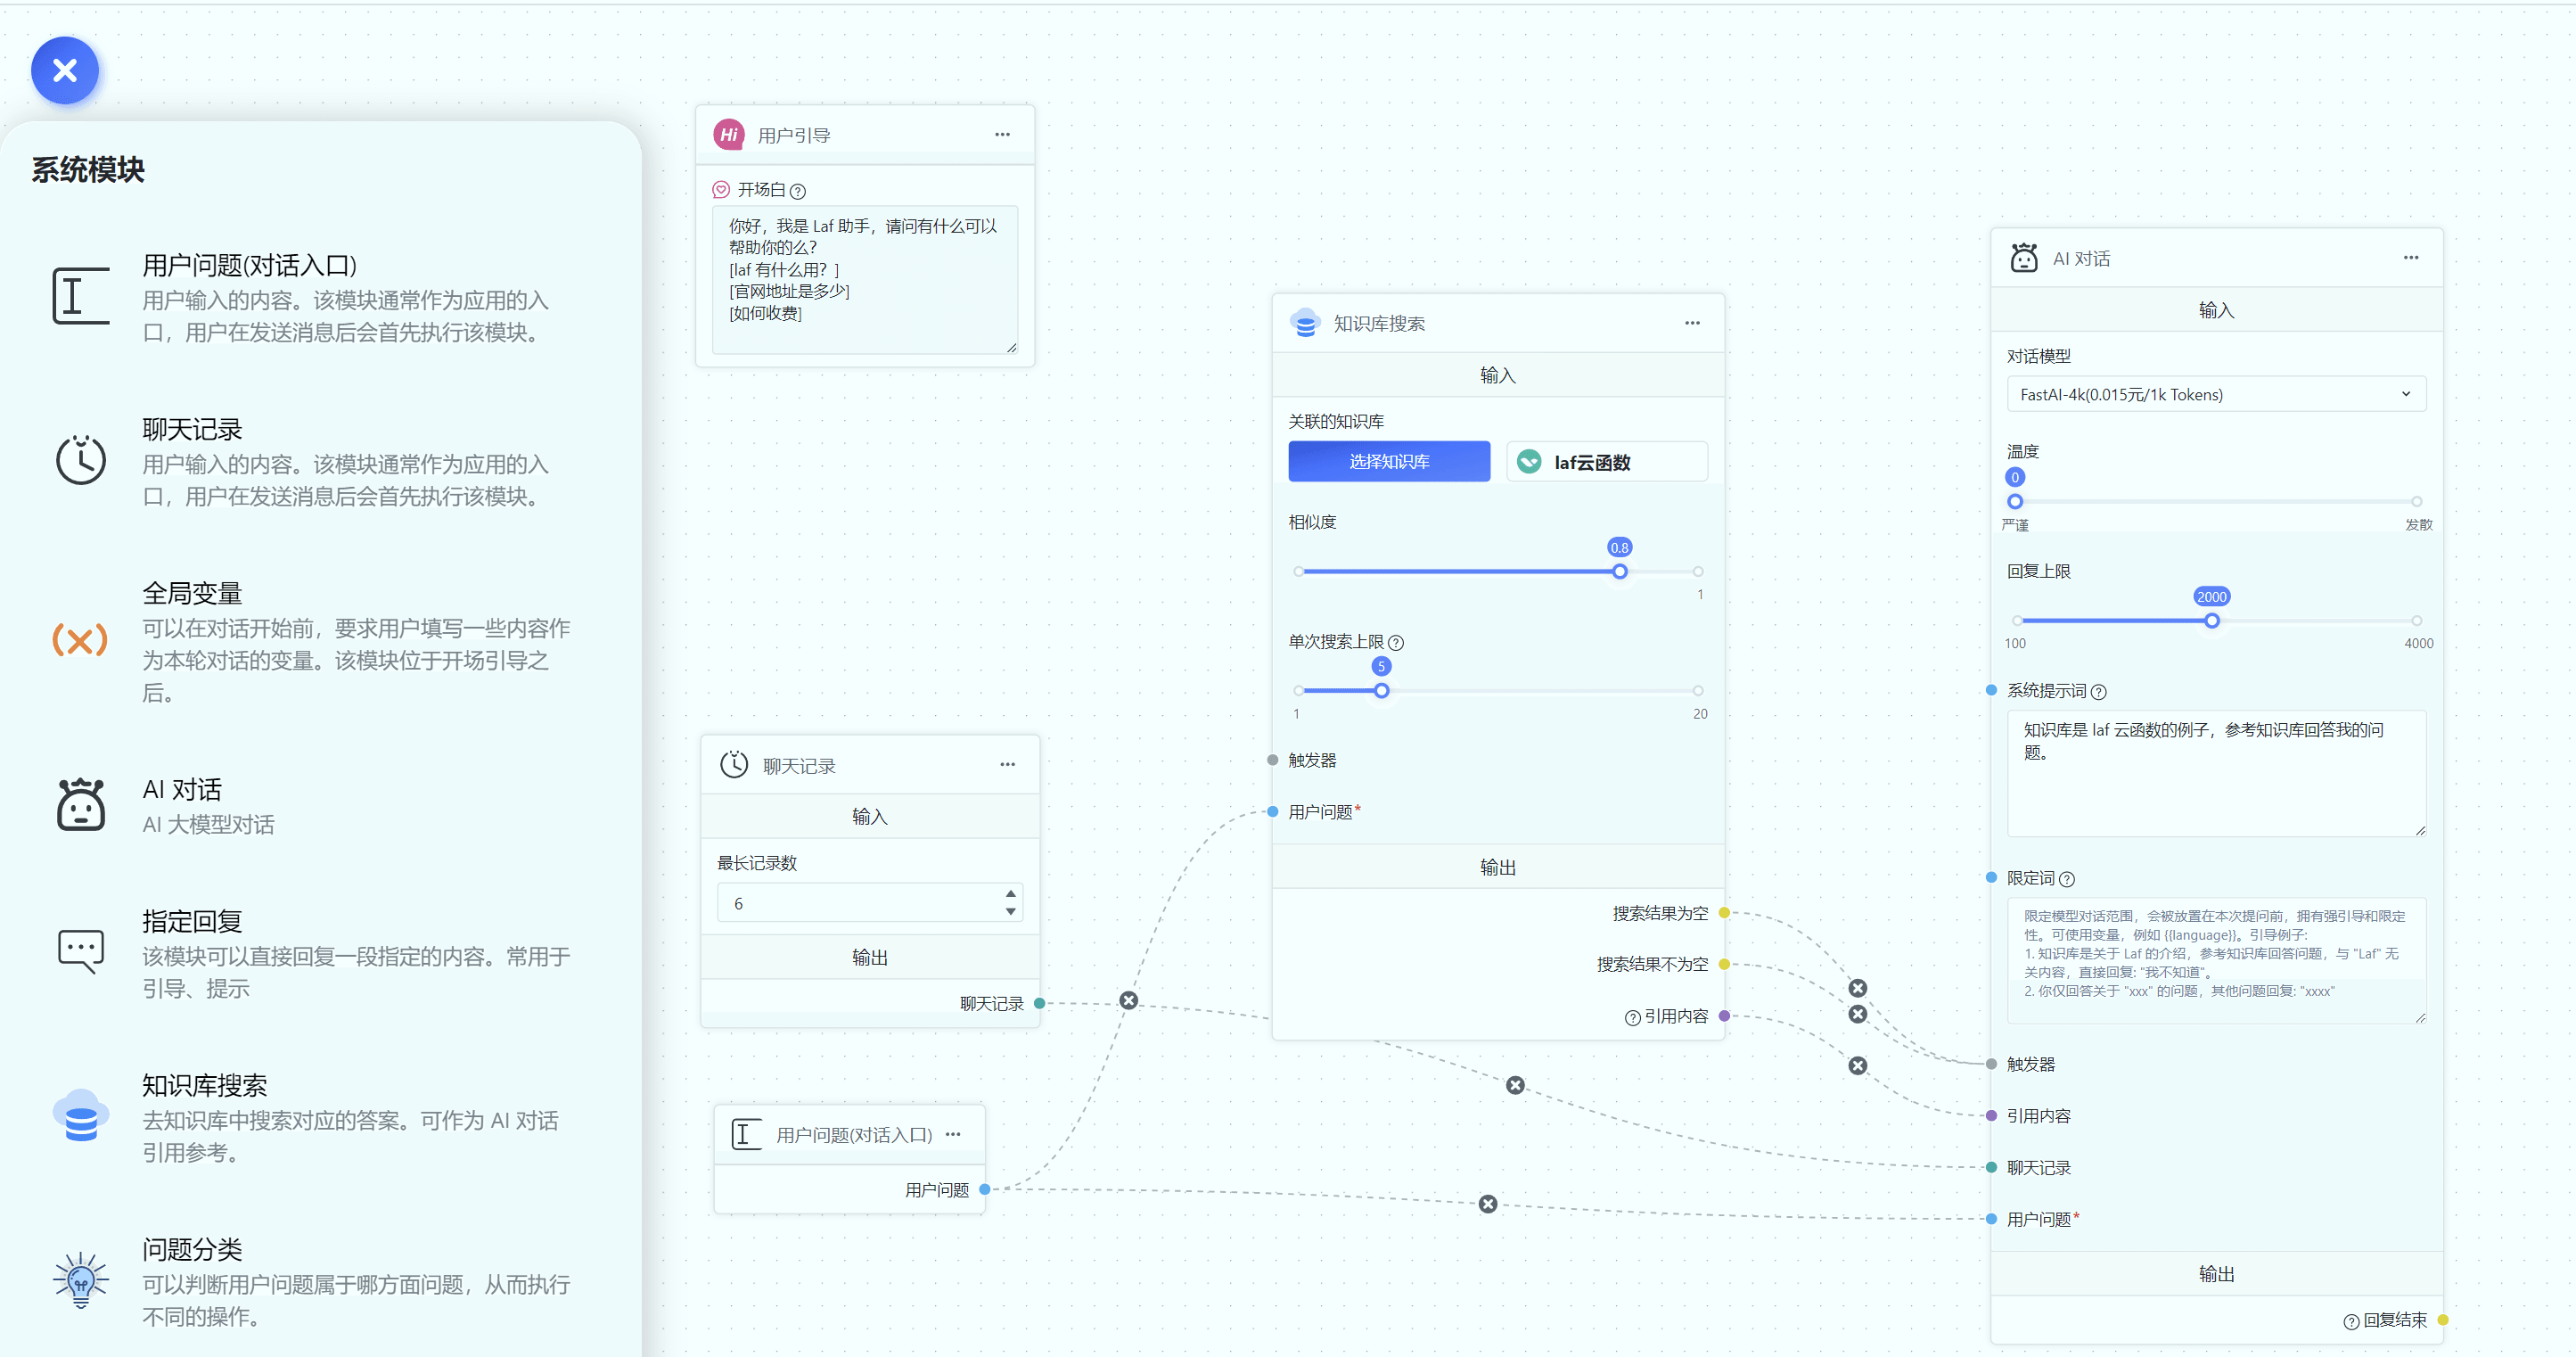 系统模块
用户问题(对话入口)
用户输入的内容。该模块通常作为应用的入
口，用户在发送消息后会首先执行该模块。
聊天记录
用户输入的内容。该模块通常作为应用的入
口，用户在发送消息后会首先执行该模块。
全局变量
可以在对话开始前，要求用户填写一些内容作
为本轮对话的变量。该模块位于开场引导之
后。
AI 对话
AI 大模型对话
指定回复
该模块可以直接回复一段指定的内容。常用于
引导、提示
知识库搜索
去知识库中搜索对应的答案。可作为 AI 对话
引用参考。
问题分类
可以判断用户问题属于哪方面问题，从而执行
不同的操作。
Hi 用户引导
开场白
你好，我是 Laf 助手，请问有什么可以
帮助你的么？
[laf 有什么用？]
[官网地址是多少]
[如何收费]
聊天记录
输入
最长记录数
6
输出
聊天记录
用户问题(对话入口)
用户问题
知识库搜索
输入
关联的知识库
选择知识库 laf云函数
相似度
0.8
1
单次搜索上限
5
1 20
触发器
用户问题*
输出
搜索结果为空
搜索结果不为空
引用内容
AI 对话
输入
对话模型
FastAI-4k(0.015元/1k Tokens)
温度
0
严谨 发散
回复上限
2000
100 4000
系统提示词
知识库是 laf 云函数的例子，参考知识库回答我的问
题。
限定词
限定模型对话范围，会被放置在本次提问前，拥有强引导和限定
性。可使用变量，例如 {{language}}。引导例子:
1. 知识库是关于 Laf 的介绍，参考知识库回答问题，与 "Laf" 无
关内容，直接回复: "我不知道"。
2. 你仅回答关于 "xxx" 的问题，其他问题回复: "xxxx"
触发器
引用内容
聊天记录
用户问题*
输出
回复结束